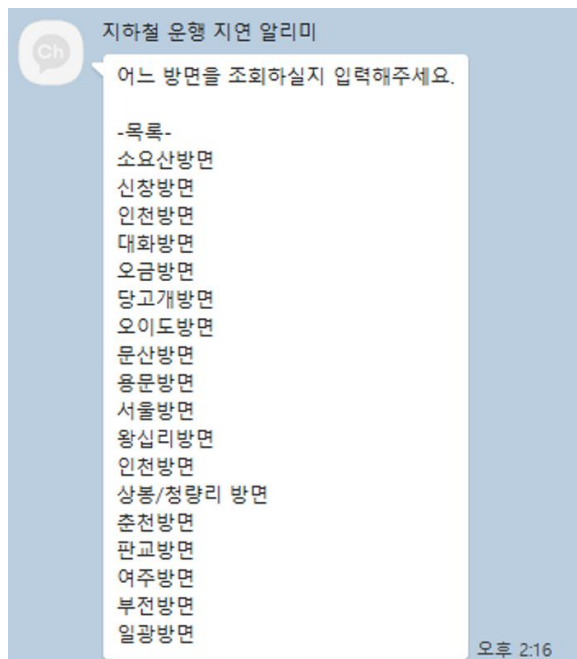 Ch
지하철 운행 지연 알리미
어느 방면을 조회하실지 입력해주세요.
-목록-
소요산방면
신창방면
인천방면
대화방면
오금방면
당고개방면
오이도방면
문산방면
용문방면
서울방면
왕십리방면
인천방면
상봉/청량리 방면
춘천방면
판교방면
여주방면
부전방면
일광방면
오후 2:16